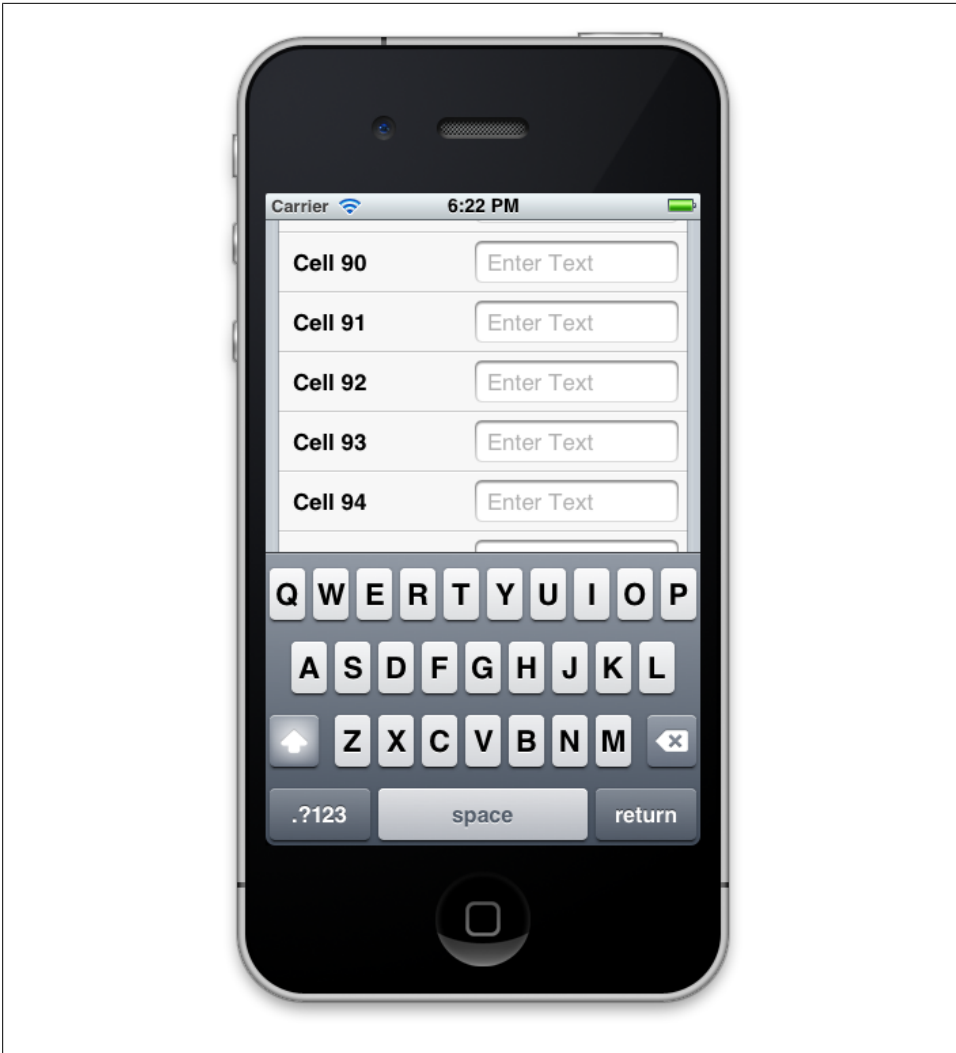 Carrier 6:22 PM
Cell 90 Enter Text
Cell 91 Enter Text
Cell 92 Enter Text
Cell 93 Enter Text
Cell 94 Enter Text
Q W E R T Y U I O P
A S D F G H J K L
Z X C V B N M
.?123 space return